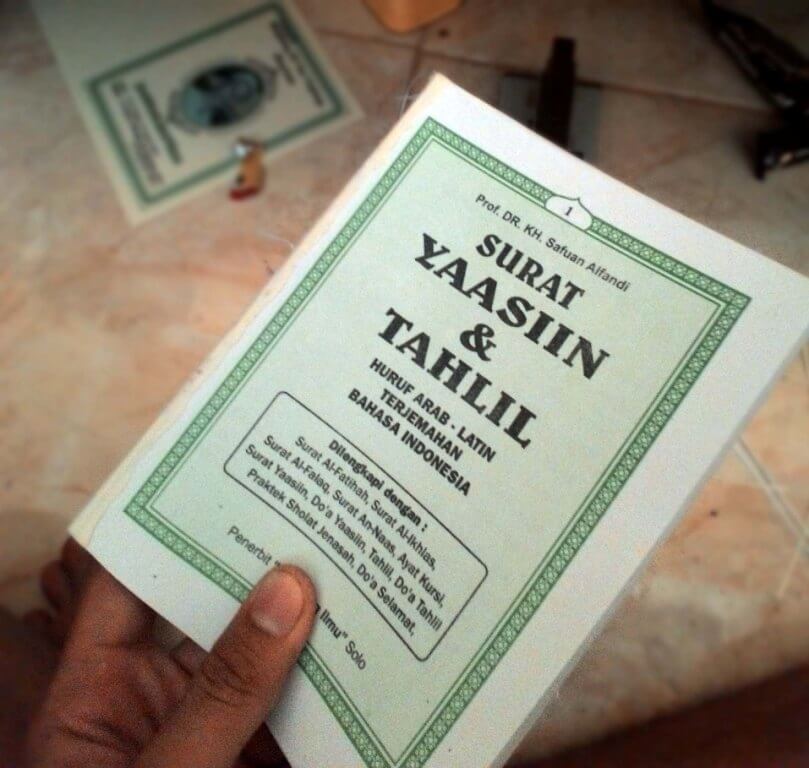 1
Prof. DR. KH. Safuan Alfandi
SURAT
YAASIIN
&
TAHLIL
HURUF ARAB - LATIN
TERJEMAHAN
BAHASA INDONESIA
Dilengkapi dengan :
Surat Al-Fatihah, Surat Al-Ikhlas,
Surat Al-Falaq, Surat An-Naas, Ayat Kursi,
Surat Yaasiin, Do'a Yaasiin, Tahlil, Do'a Tahlil
Praktek Sholat Jenasah, Do'a Selamat,
Penerbit " Ilmu" Solo